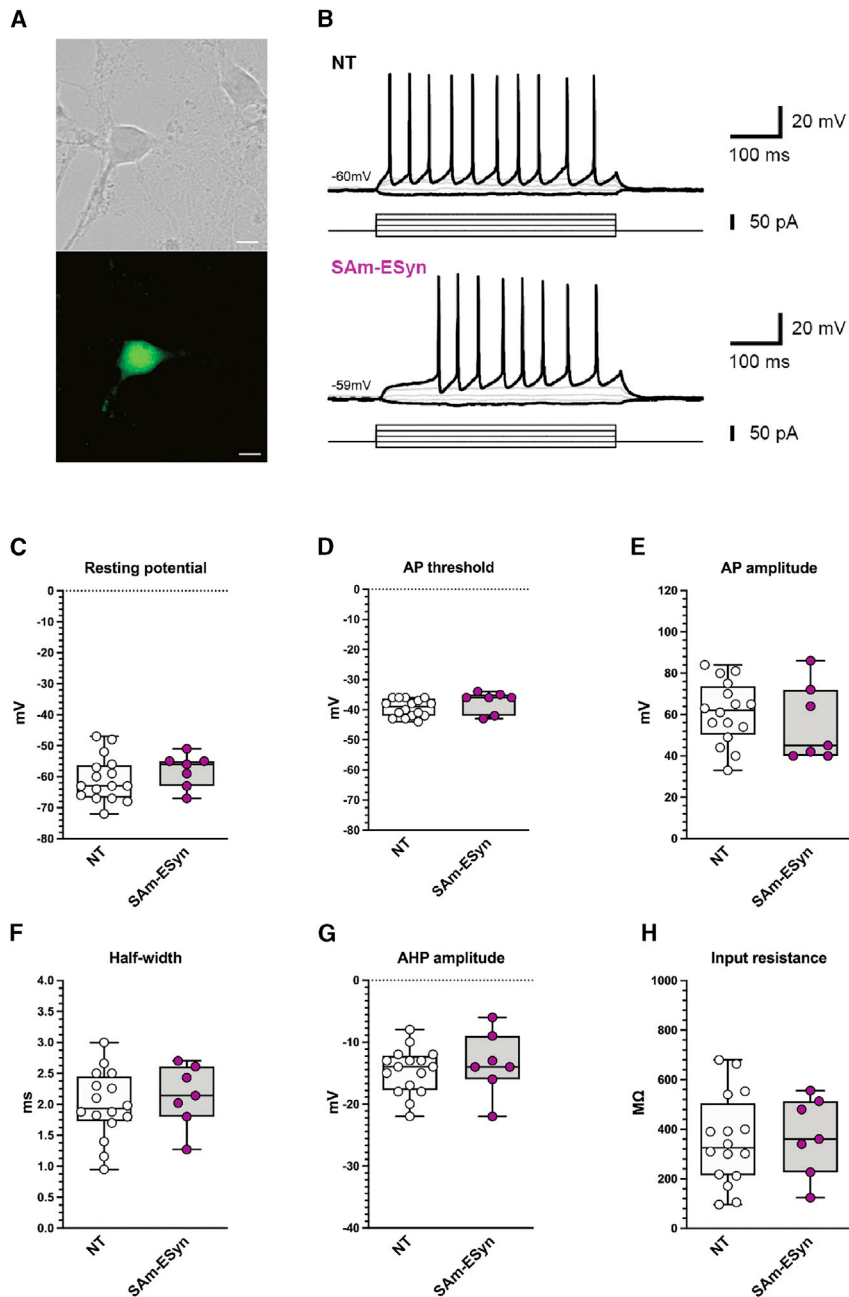 A
B
NT
-60mV
20 mV
100 ms
50 pA
SAm-ESyn
-59mV
20 mV
100 ms
50 pA
C
Resting potential
mV
0
-10
-20
-30
-40
-50
-60
-70
-80
NT
SAm-ESyn
D
AP threshold
mV
0
-10
-20
-30
-40
-50
-60
-70
-80
NT
SAm-ESyn
E
AP amplitude
mV
120
100
80
60
40
20
0
NT
SAm-ESyn
F
Half-width
ms
4.0
3.5
3.0
2.5
2.0
1.5
1.0
0.5
0.0
NT
SAm-ESyn
G
AHP amplitude
mV
0
-10
-20
-30
-40
NT
SAm-ESyn
H
Input resistance
MΩ
1000
800
600
400
200
0
NT
SAm-ESyn